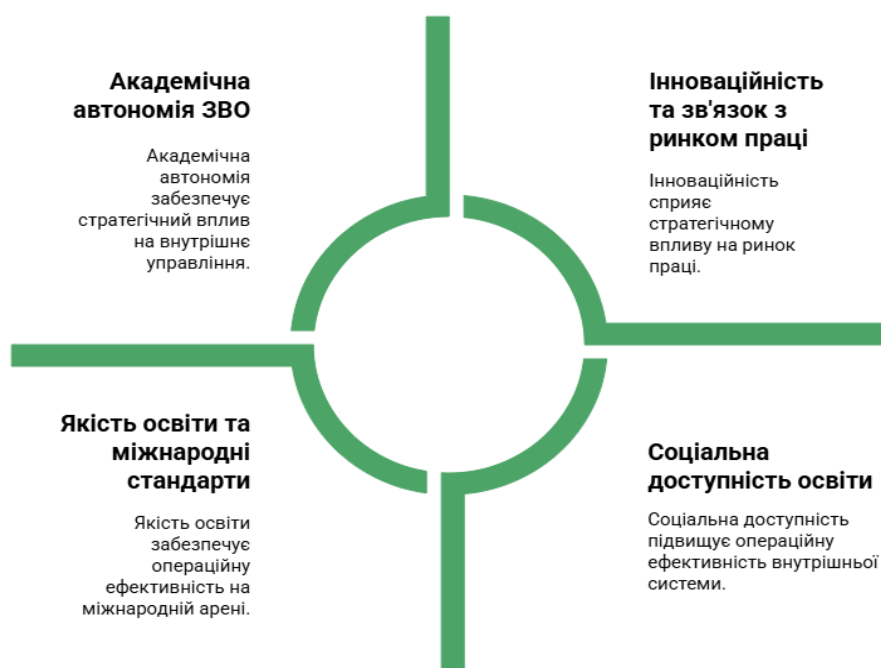 Академічна
автономія ЗВО
Академічна
автономія
забезпечує
стратегічний вплив
на внутрішнє
управління.
Інноваційність
та зв'язок з
ринком праці
Інноваційність
сприяє
стратегічному
впливу на ринок
праці.
Якість освіти та
міжнародні
стандарти
Якість освіти
забезпечує
операційну
ефективність на
міжнародній арені.
Соціальна
доступність освіти
Соціальна доступність
підвищує операційну
ефективність внутрішньої
системи.